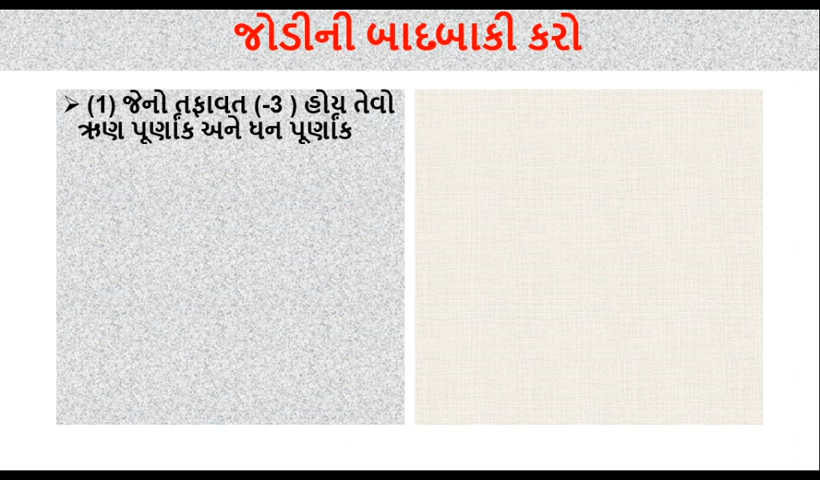 જોડીની બાદબાકી કરો
➢ (1) જેનો તફાવત (-3 ) હોય તેવો
ઋણ પૂર્ણાંક અને ધન પૂર્ણાંક